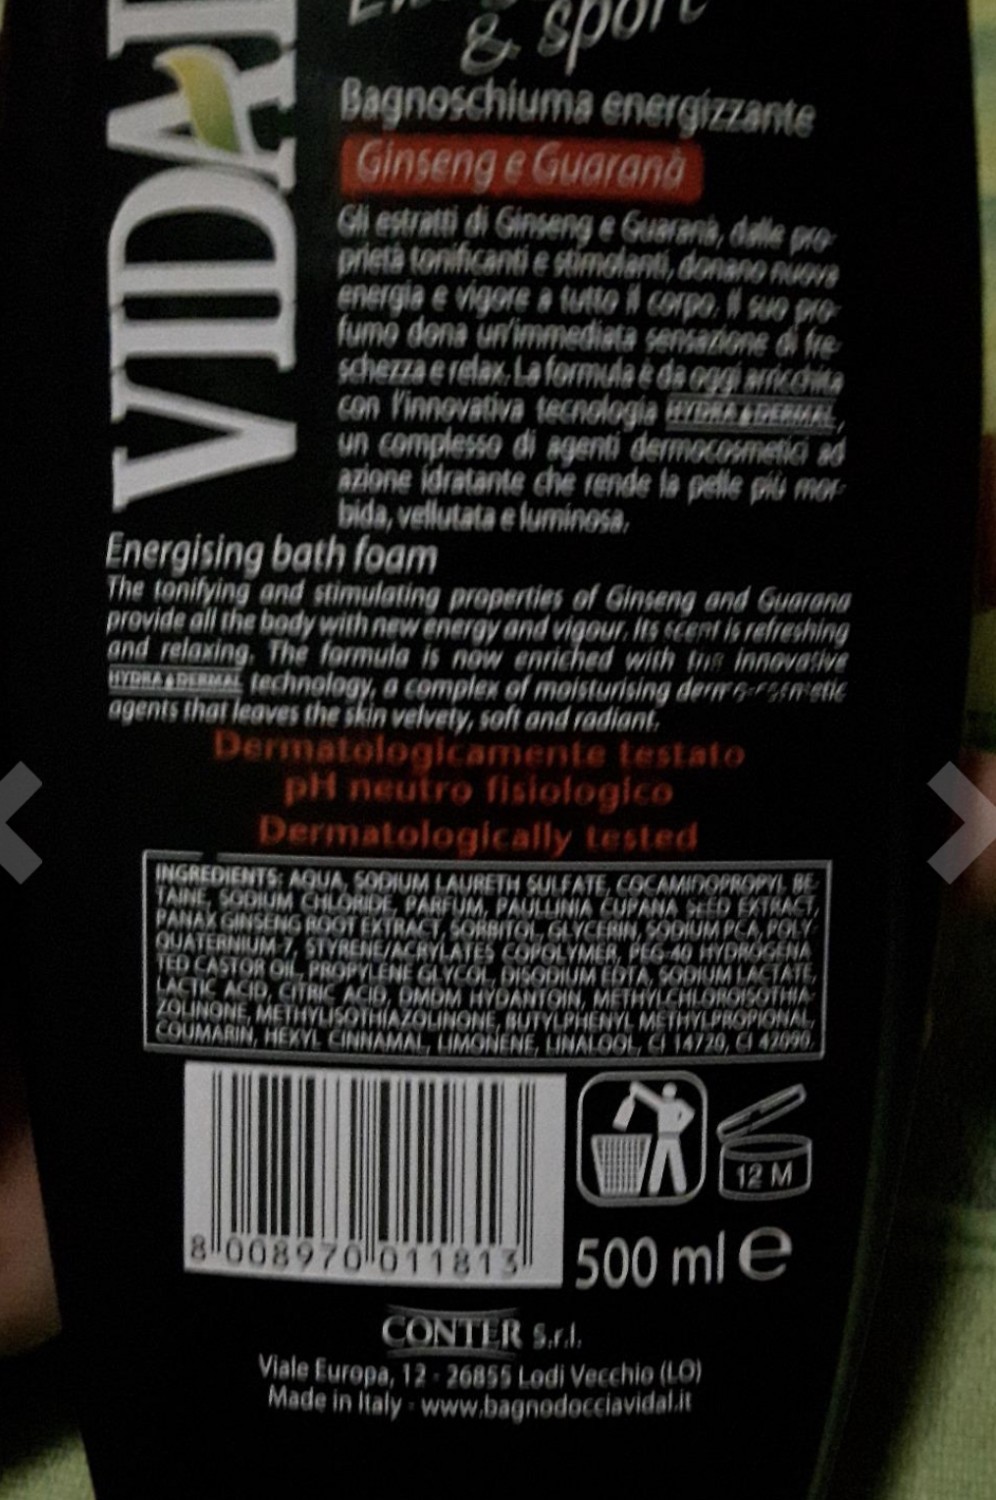 VIDAL
& sport
Bagnoschiuma energizzante
Ginseng e Guaranà
Gli estratti di Ginseng e Guaranà, dalle pro-
prietà tonificanti e stimolanti, donano nuova
energia e vigore a tutto il corpo. Il suo pro-
fumo dona un'immediata sensazione di fre-
schezza e relax. La formula è da oggi arricchita
con l'innovativa tecnologia HYDRA DERMAL,
un complesso di agenti dermocosmetici ad
azione idratante che rende la pelle più mor-
bida, vellutata e luminosa.
Energising bath foam
The tonifying and stimulating properties of Ginseng and Guarana
provide all the body with new energy and vigour. Its scent is refreshing
and relaxing. The formula is now enriched with the innovative
HYDRA DERMAL technology, a complex of moisturising
agents that leaves the skin velvety, soft and radiant.
Dermatologicamente testato
pH neutro fisiologico
Dermatologically tested
INGREDIENTS: AQUA, SODIUM LAURETH SULFATE, COCAMIDOPROPYL BE-
TAINE, SODIUM CHLORIDE, PARFUM, PAULLINIA CUPANA SEED EXTRACT,
PANAX GINSENG ROOT EXTRACT, SORBITOL, GLYCERIN, SODIUM PCA, POLY-
QUATERNIUM-7, STYRENE/ACRYLATES COPOLYMER, PEG-40 HYDROGENA-
TED CASTOR OIL, PROPYLENE GLYCOL, DISODIUM EDTA, SODIUM LACTATE,
LACTIC ACID, CITRIC ACID, DMDM HYDANTOIN, METHYLCHLOROISOTHIA-
ZOLINONE, METHYLISOTHIAZOLINONE, BUTYLPHENYL METHYLPROPIONAL,
COUMARIN, HEXYL CINNAMAL, LIMONENE, LINALOOL, CI 14720, CI 42090.
12 M
8 008970 011813
500 ml e
CONTER S.r.l.
Viale Europa, 12 - 26855 Lodi Vecchio (LO)
Made in Italy - www.bagnodocciavidal.it